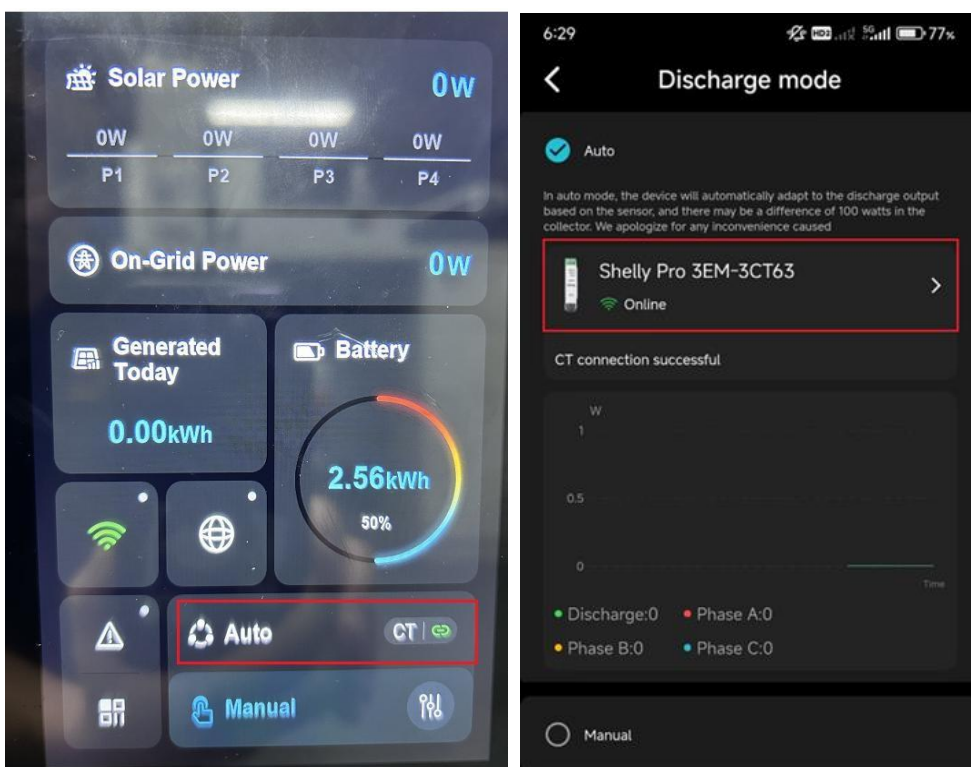 Solar Power
0W
0W
0W
0W
0W
P1
P2
P3
P4
On-Grid Power
0W
Generated
Today
0.00kWh
Battery
2.56kWh
50%
Auto
CT
Manual
6:29
HD2
5G
77%
Discharge mode
Auto
In auto mode, the device will automatically adapt to the discharge output
based on the sensor, and there may be a difference of 100 watts in the
collector. We apologize for any inconvenience caused
Shelly Pro 3EM-3CT63
Online
CT connection successful
W
1
0.5
0
Time
Discharge:0
Phase A:0
Phase B:0
Phase C:0
Manual